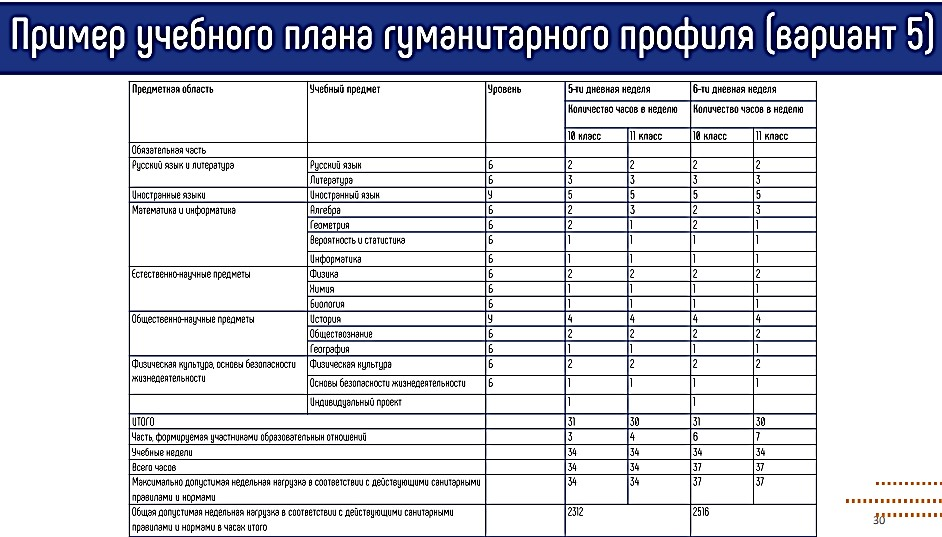 Пример учебного плана гуманитарного профиля (вариант 5)
Предметная область Учебный предмет Уровень 5-ти дневная неделя 6-ти дневная неделя
Количество часов в неделю Количество часов в неделю
10 класс 11 класс 10 класс 11 класс
Обязательная часть
Русский язык и литература Русский язык Б 2 2 2 2
Литература Б 3 3 3 3
Иностранные языки Иностранный язык У 5 5 5 5
Математика и информатика Алгебра Б 2 3 2 3
Геометрия Б 2 1 2 1
Вероятность и статистика Б 1 1 1 1
Информатика Б 1 1 1 1
Естественно-научные предметы Физика Б 2 2 2 2
Химия Б 1 1 1 1
Биология Б 1 1 1 1
Общественно-научные предметы История У 4 4 4 4
Обществознание Б 2 2 2 2
География Б 1 1 1 1
Физическая культура, основы безопасности Физическая культура Б 2 2 2 2
жизнедеятельности Основы безопасности жизнедеятельности Б 1 1 1 1
Индивидуальный проект 1 1
ИТОГО 31 30 31 30
Часть, формируемая участниками образовательных отношений 3 4 6 7
Учебные недели 34 34 34 34
Всего часов 34 34 37 37
Максимально допустимая недельная нагрузка в соответствии с действующими санитарными 34 34 37 37
правилами и нормами
Общая допустимая недельная нагрузка в соответствии с действующими санитарными 2312 2516
правилами и нормами в часах итого
30